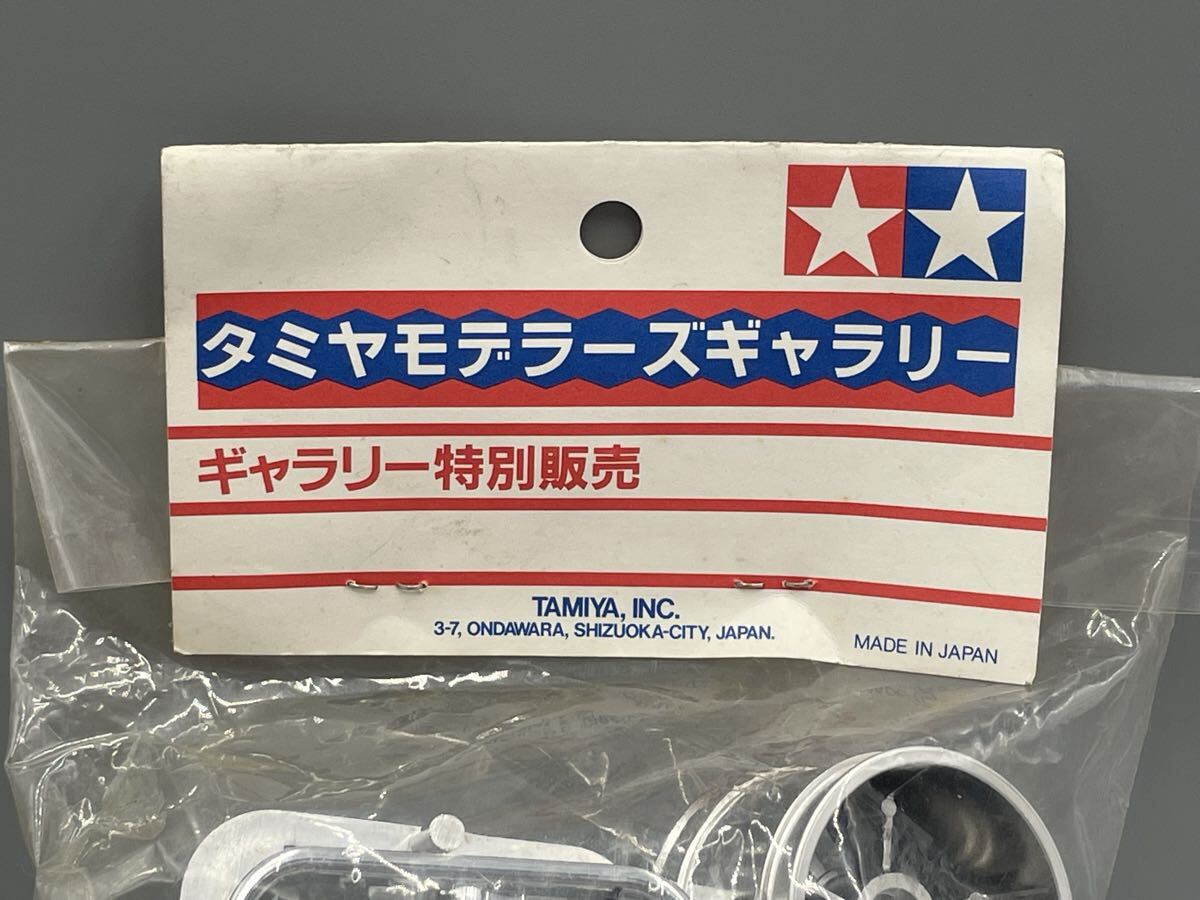 タミヤモデラーズギャラリー
ギャラリー特別販売
TAMIYA, INC.
3-7, ONDAWARA, SHIZUOKA-CITY, JAPAN.
MADE IN JAPAN